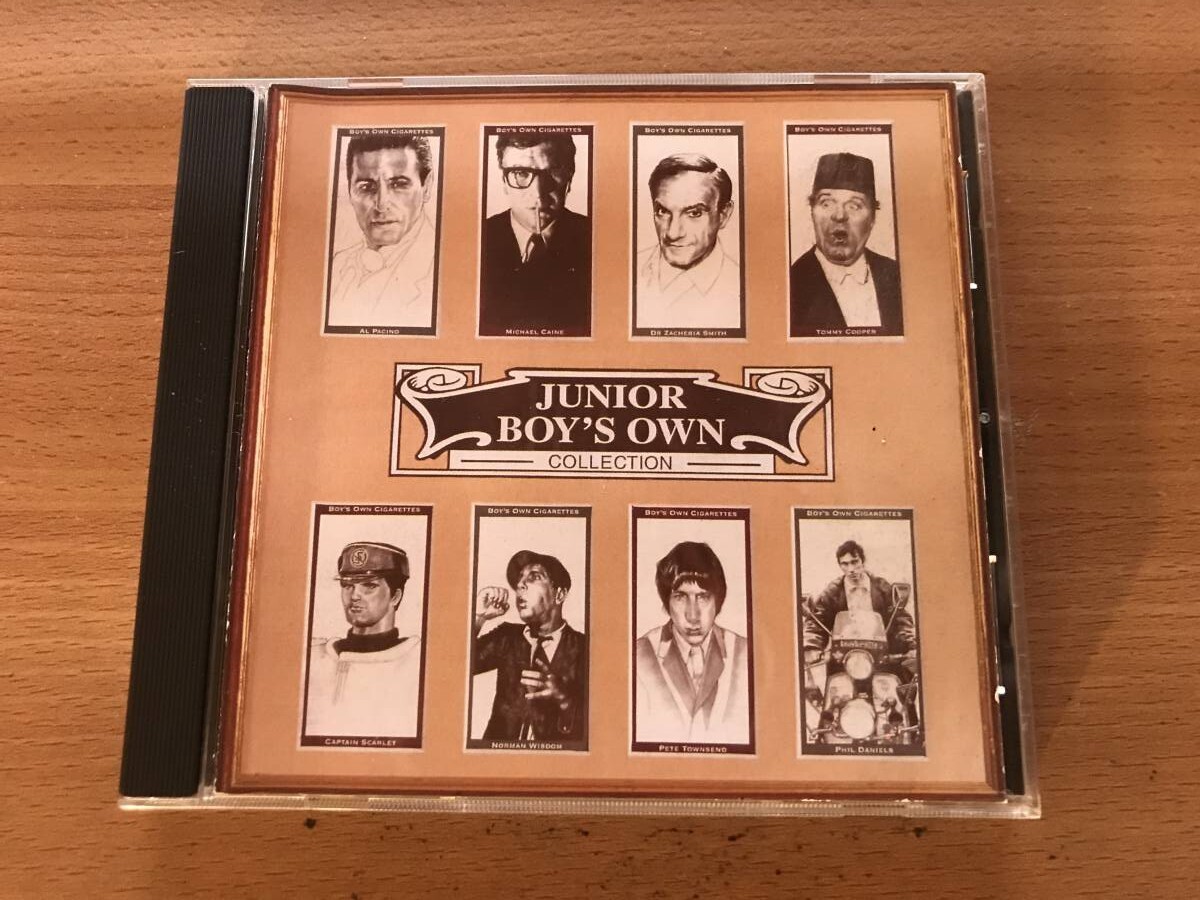 BOY'S OWN CIGARETTES
BOY'S OWN CIGARETTES
BOY'S OWN CIGARETTES
BOY'S OWN CIGARETTES
AL PACINO
MICHAEL CAINE
DR ZACHERIA SMITH
TOMMY COOPER
JUNIOR
BOY'S OWN
COLLECTION
BOY'S OWN CIGARETTES
BOY'S OWN CIGARETTES
BOY'S OWN CIGARETTES
BOY'S OWN CIGARETTES
Lambretta
CAPTAIN SCARLET
NORMAN WISDOM
PETE TOWNSEND
PHIL DANIELS